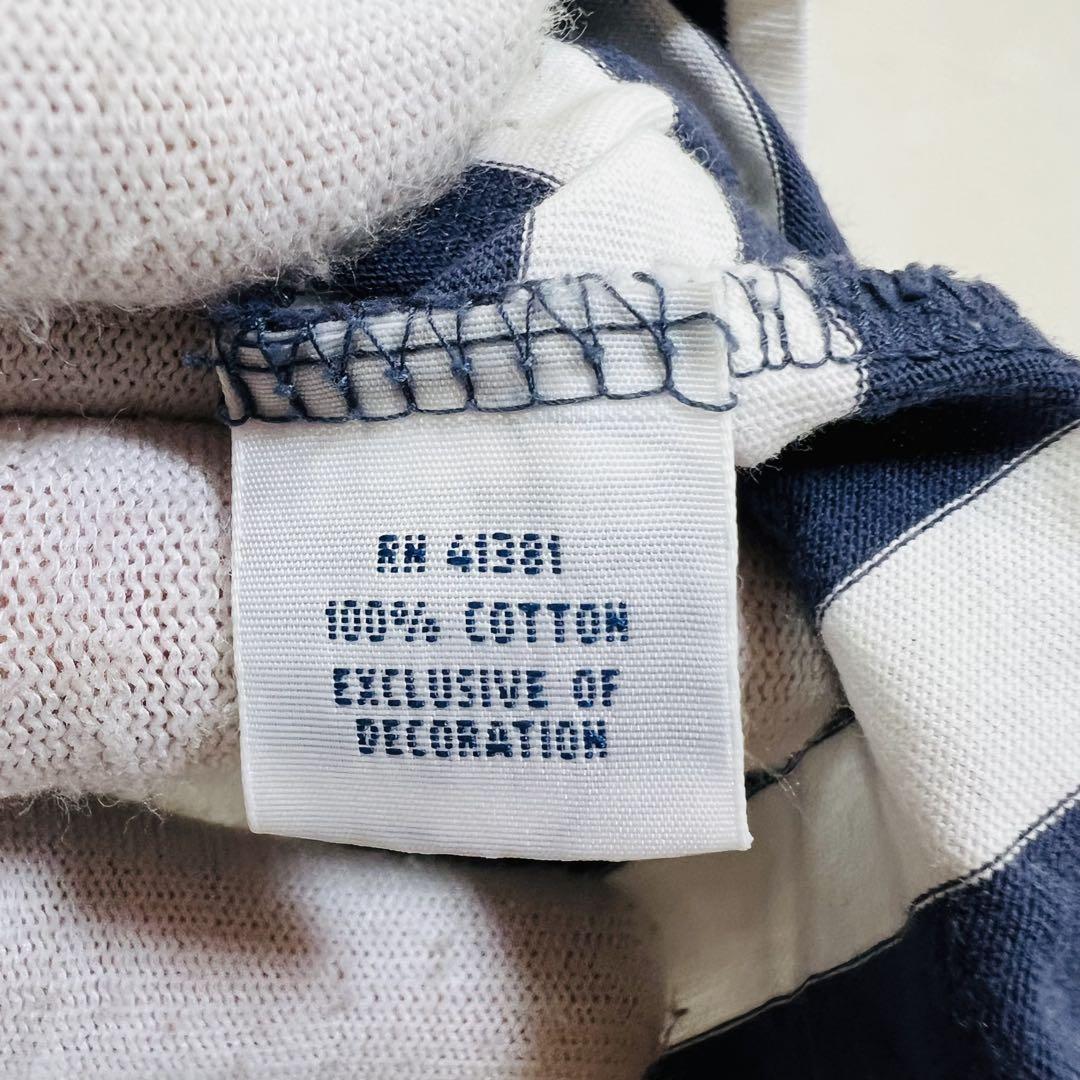 RN 41381
100% COTTON
EXCLUSIVE OF
DECORATION